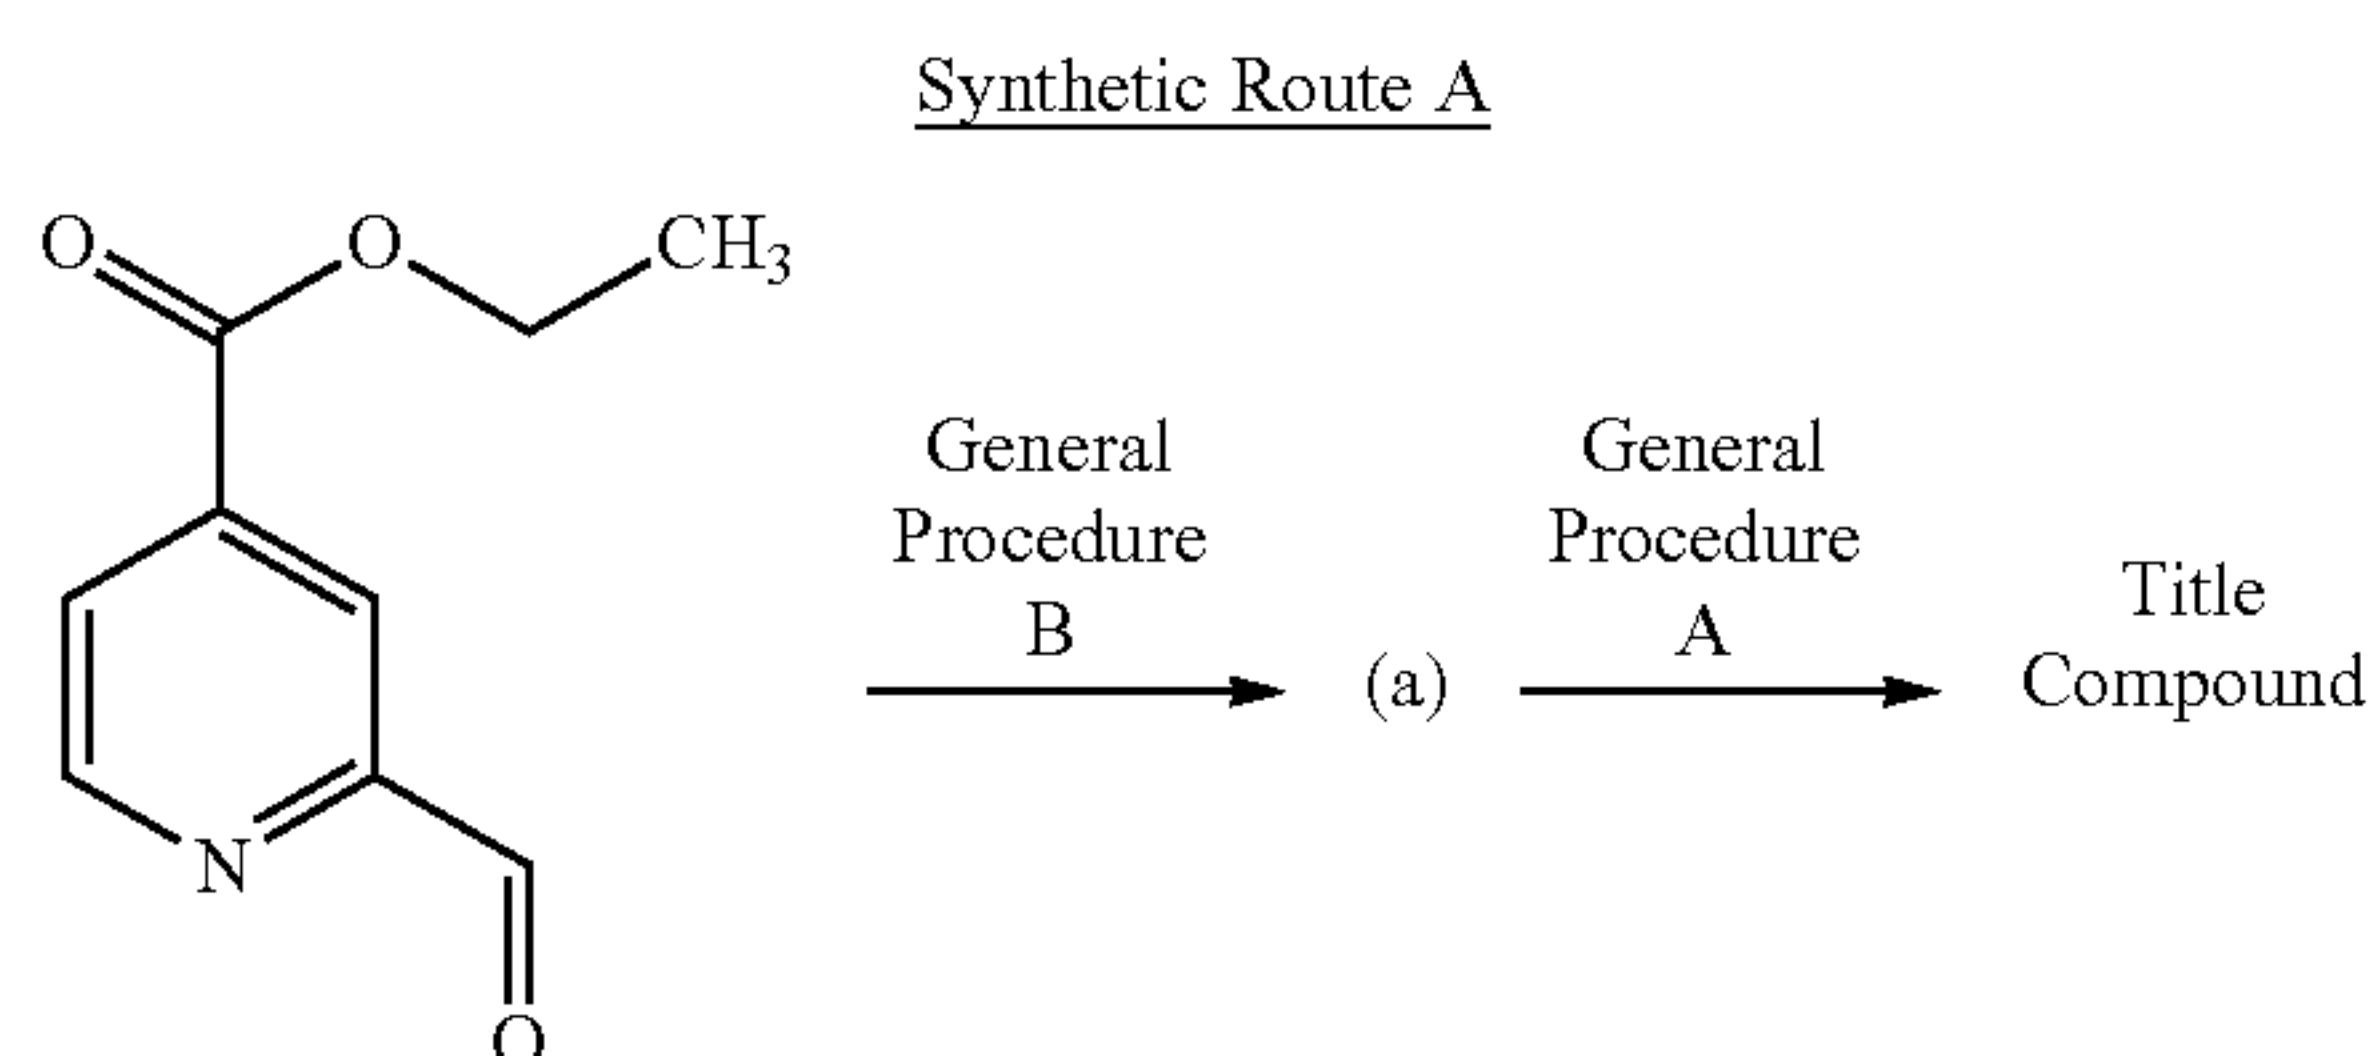 Synthetic Route A
O O CH3
General General
Procedure Procedure
B A Title
(a) Compound
N
O